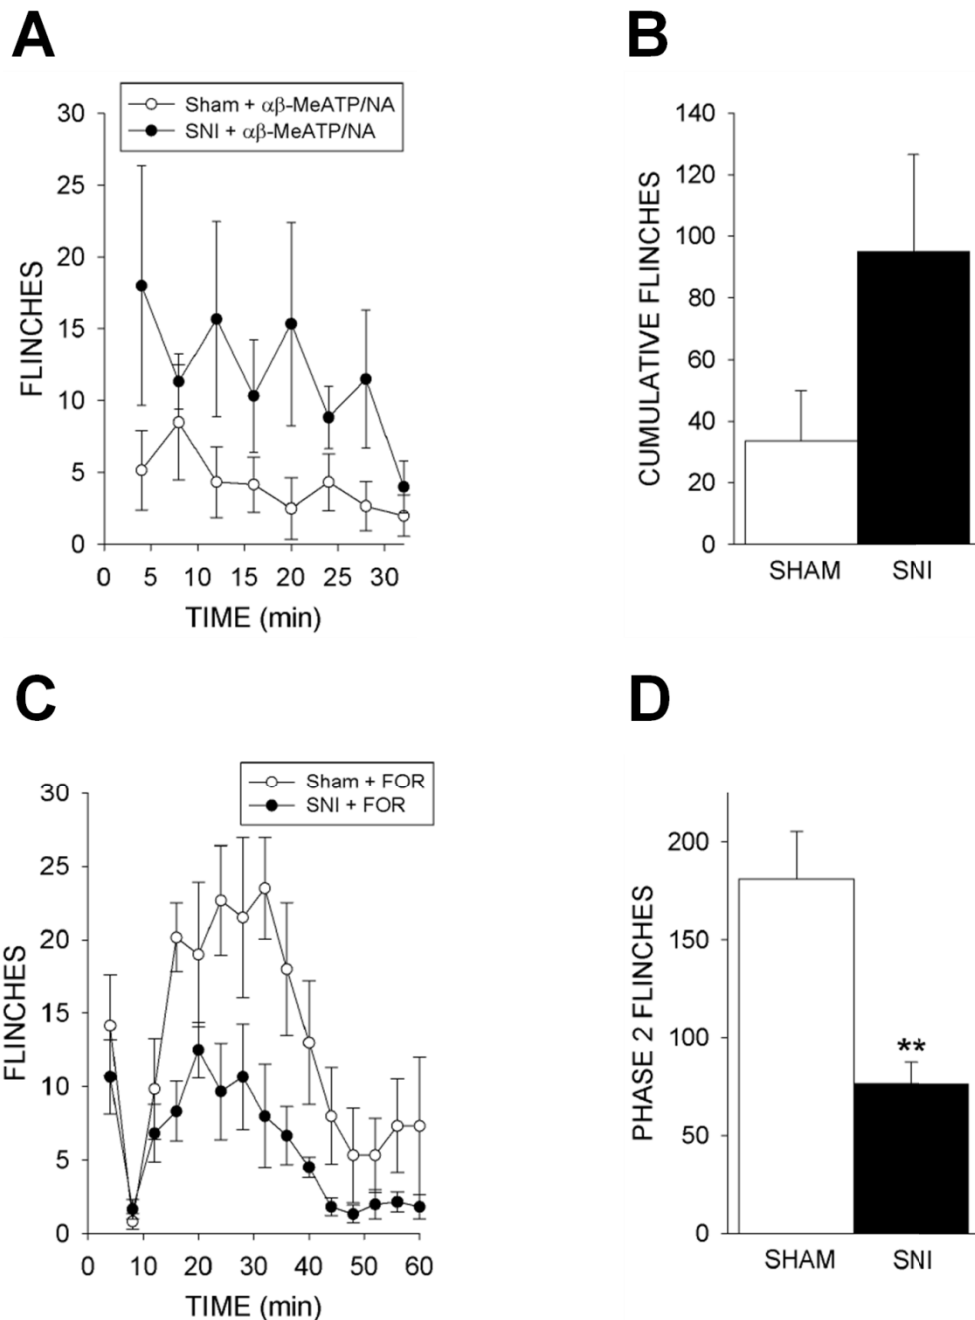 A
Sham + αβ-MeATP/NA
SNI + αβ-MeATP/NA
30
25
20
15
10
5
0
FLINCHES
0 5 10 15 20 25 30
TIME (min)
B
140
120
100
80
60
40
20
0
CUMULATIVE FLINCHES
SHAM SNI
C
Sham + FOR
SNI + FOR
30
25
20
15
10
5
0
FLINCHES
0 10 20 30 40 50 60
TIME (min)
D
200
150
100
50
0
PHASE 2 FLINCHES
**
SHAM SNI